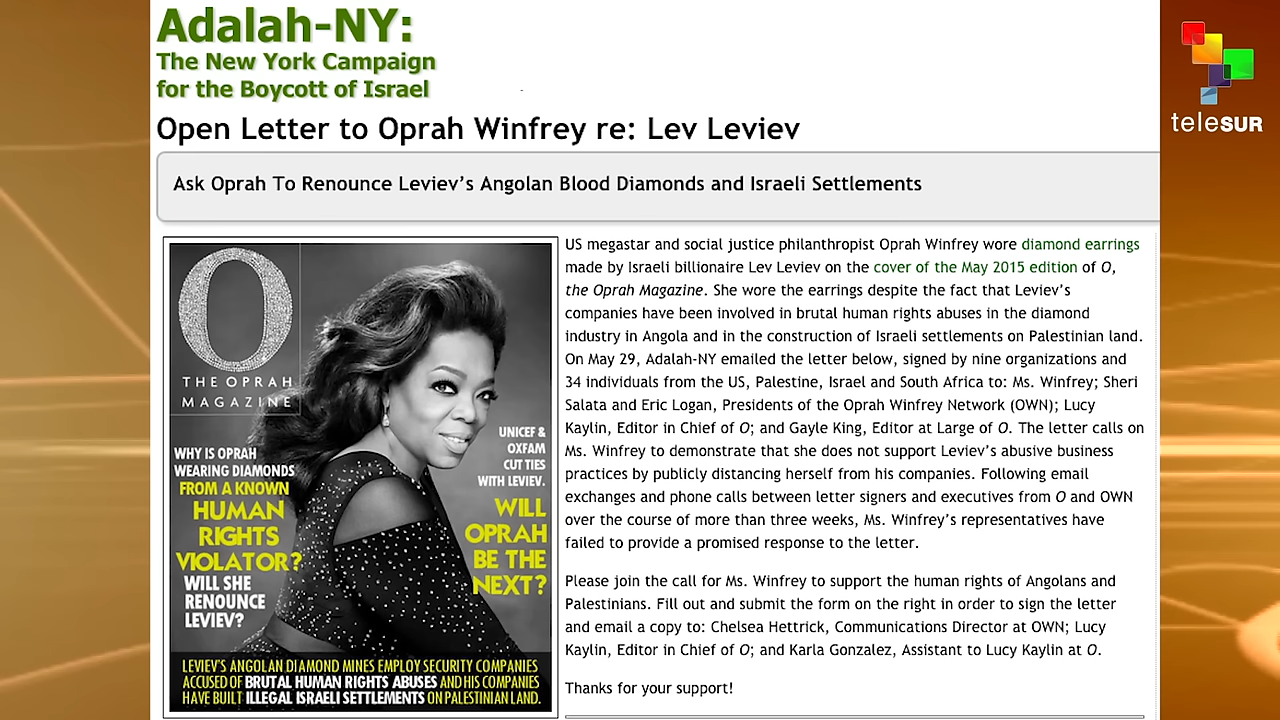 Adalah-NY:
The New York Campaign
for the Boycott of Israel
teleSUR
Open Letter to Oprah Winfrey re: Lev Leviev
Ask Oprah To Renounce Leviev's Angolan Blood Diamonds and Israeli Settlements
O
THE OPRAH
MAGAZINE
WHY IS OPRAH
WEARING DIAMONDS
FROM A KNOWN
HUMAN
RIGHTS
VIOLATOR?
WILL SHE
RENOUNCE
LEVIEV?
UNICEF &
OXFAM
CUT TIES
WITH LEVIEV.
WILL
OPRAH
BE THE
NEXT?
LEVIEV'S ANGOLAN DIAMOND MINES EMPLOY SECURITY COMPANIES
ACCUSED OF BRUTAL HUMAN RIGHTS ABUSES AND HIS COMPANIES
HAVE BUILT ILLEGAL ISRAELI SETTLEMENTS ON PALESTINIAN LAND.
US megastar and social justice philanthropist Oprah Winfrey wore diamond earrings
made by Israeli billionaire Lev Leviev on the cover of the May 2015 edition of O,
the Oprah Magazine. She wore the earrings despite the fact that Leviev's
companies have been involved in brutal human rights abuses in the diamond
industry in Angola and in the construction of Israeli settlements on Palestinian land.
On May 29, Adalah-NY emailed the letter below, signed by nine organizations and
34 individuals from the US, Palestine, Israel and South Africa to: Ms. Winfrey; Sheri
Salata and Eric Logan, Presidents of the Oprah Winfrey Network (OWN); Lucy
Kaylin, Editor in Chief of O; and Gayle King, Editor at Large of O. The letter calls on
Ms. Winfrey to demonstrate that she does not support Leviev's abusive business
practices by publicly distancing herself from his companies. Following email
exchanges and phone calls between letter signers and executives from O and OWN
over the course of more than three weeks, Ms. Winfrey's representatives have
failed to provide a promised response to the letter.
Please join the call for Ms. Winfrey to support the human rights of Angolans and
Palestinians. Fill out and submit the form on the right in order to sign the letter
and email a copy to: Chelsea Hettrick, Communications Director at OWN; Lucy
Kaylin, Editor in Chief of O; and Karla Gonzalez, Assistant to Lucy Kaylin at O.
Thanks for your support!